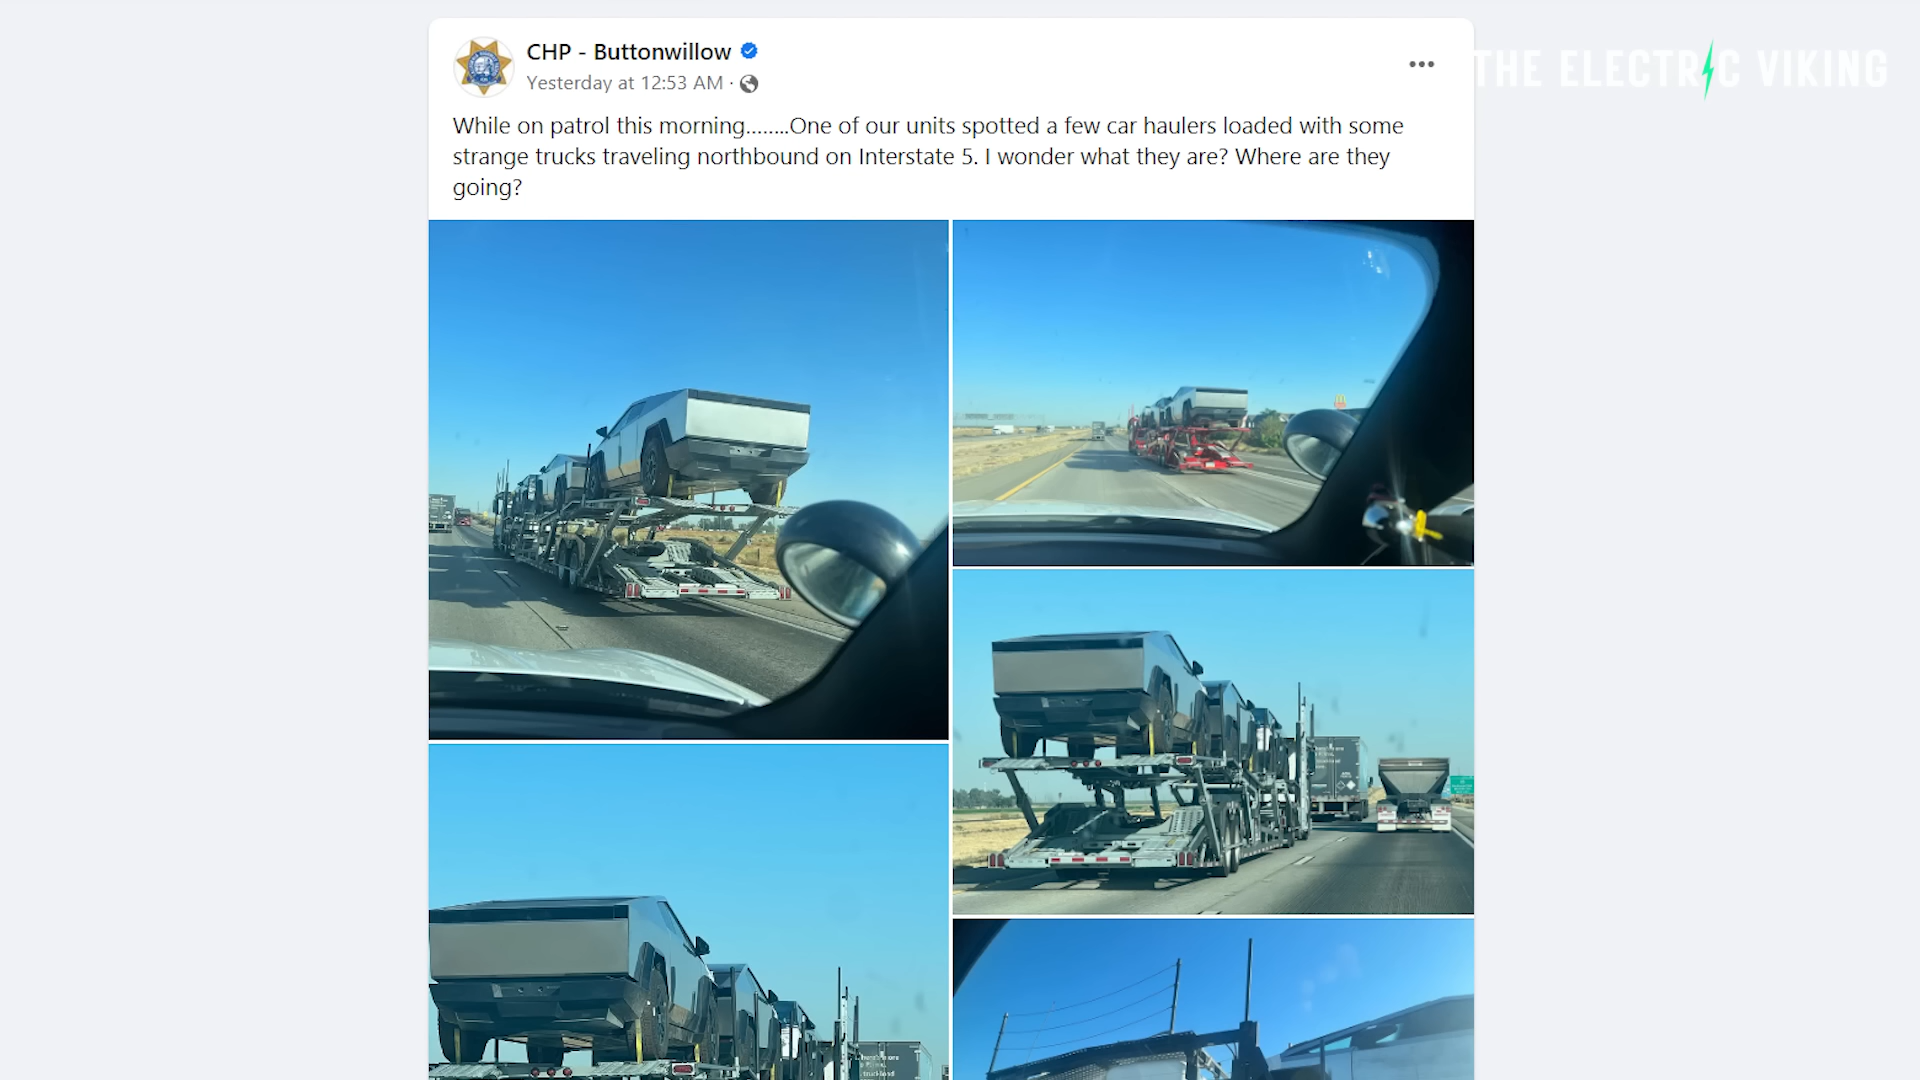 CHP - Buttonwillow
Yesterday at 12:53 AM ·
THE ELECTRIC VIKING
While on patrol this morning........One of our units spotted a few car haulers loaded with some
strange trucks traveling northbound on Interstate 5. I wonder what they are? Where are they
going?